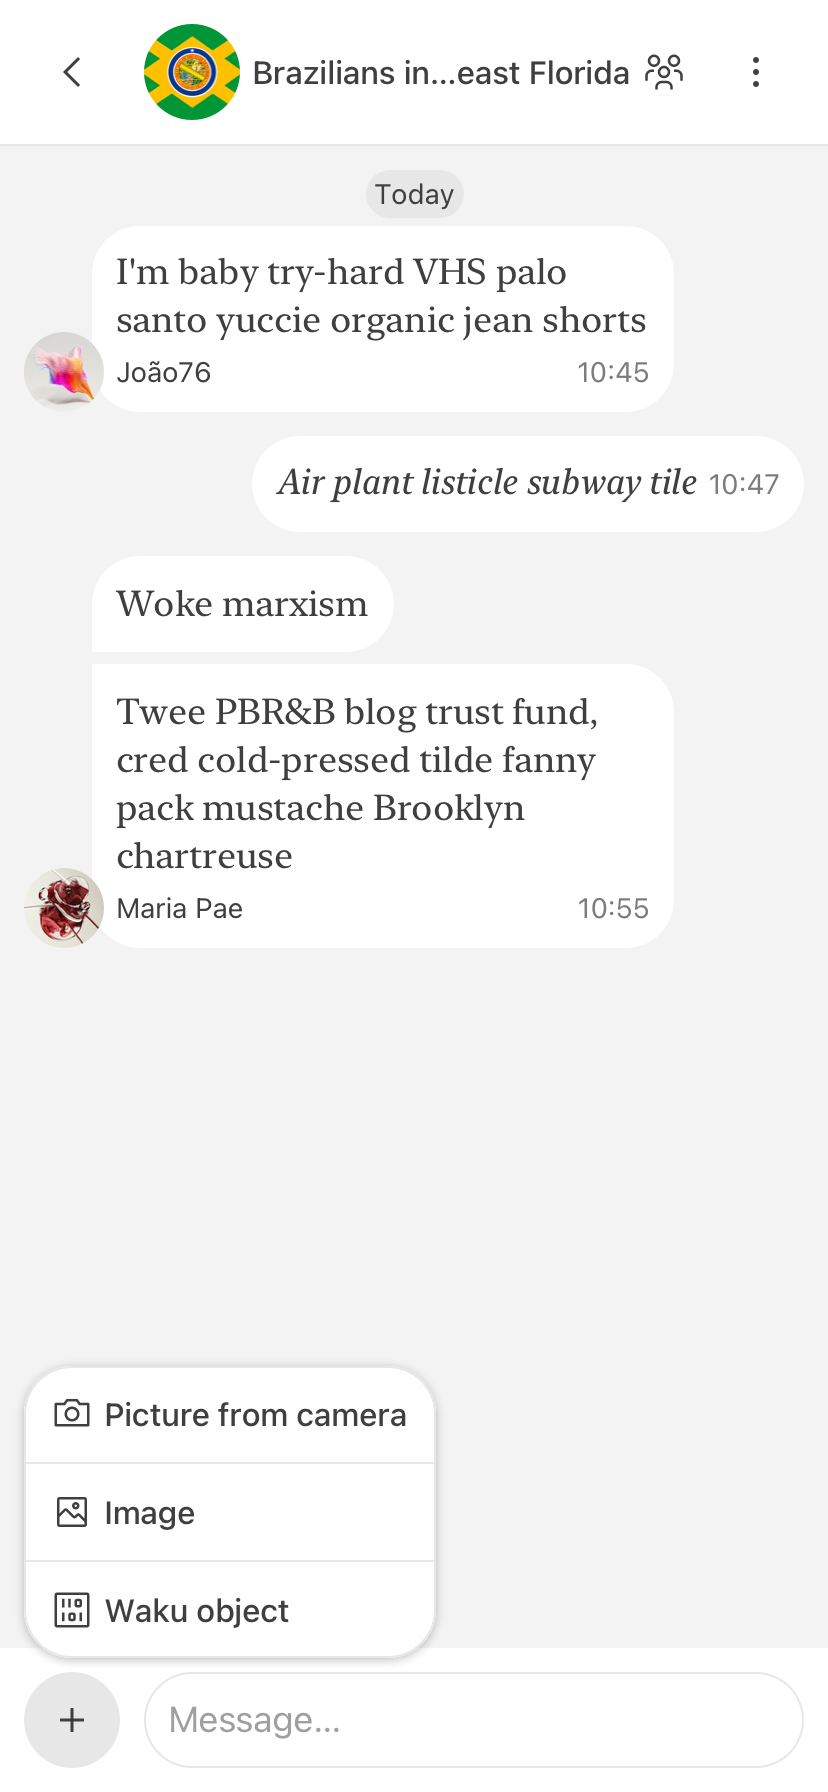 Brazilians in...east Florida
Today
I'm baby try-hard VHS palo
santo yuccie organic jean shorts
João76 10:45
Air plant listicle subway tile 10:47
Woke marxism
Twee PBR&B blog trust fund,
cred cold-pressed tilde fanny
pack mustache Brooklyn
chartreuse
Maria Pae 10:55
Picture from camera
Image
Waku object
Message...